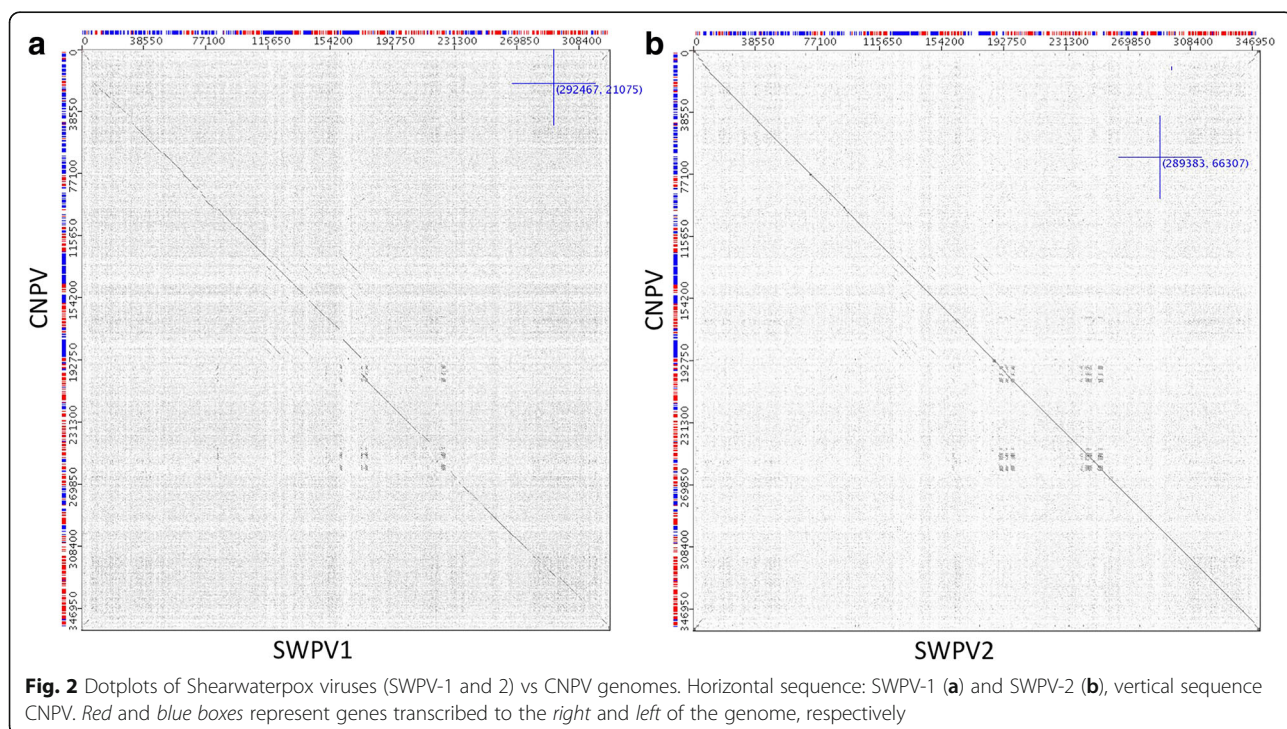 a
0 38550 77100 115650 154200 192750 231300 269850 308400
(292467, 21075)
CNPV
0 38550 77100 115650 154200 192750 231300 269850 308400 346950
SWPV1
b
0 38550 77100 115650 154200 192750 231300 269850 308400 346950
(289383, 66307)
CNPV
0 38550 77100 115650 154200 192750 231300 269850 308400 346950
SWPV2
Fig. 2 Dotplots of Shearwaterpox viruses (SWPV-1 and 2) vs CNPV genomes. Horizontal sequence: SWPV-1 (a) and SWPV-2 (b), vertical sequence
CNPV. Red and blue boxes represent genes transcribed to the right and left of the genome, respectively